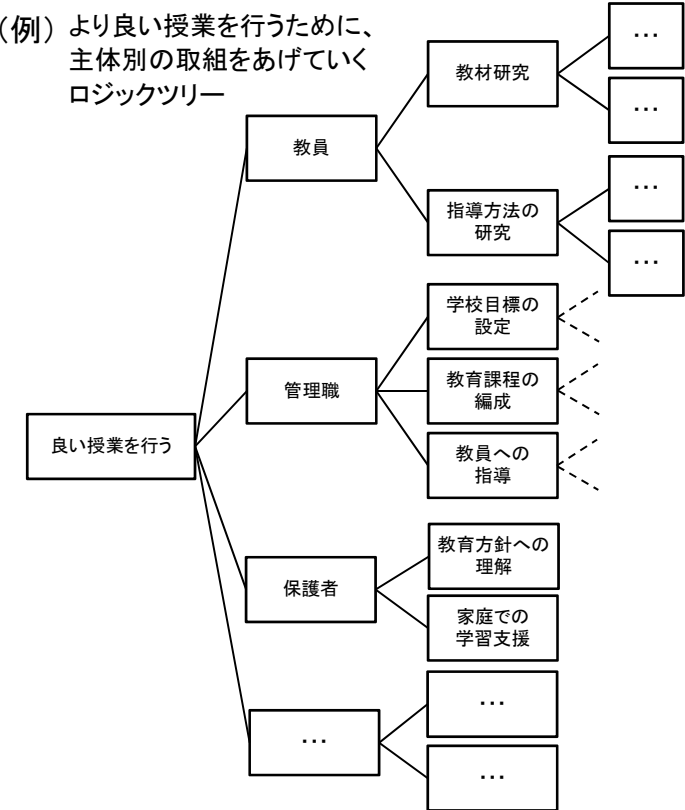 （例）より良い授業を行うために、
主体別の取組をあげていく
ロジックツリー
良い授業を行う
教員
教材研究
…
…
指導方法の
研究
…
…
管理職
学校目標の
設定
教育課程の
編成
教員への
指導
保護者
教育方針への
理解
家庭での
学習支援
…
…
…